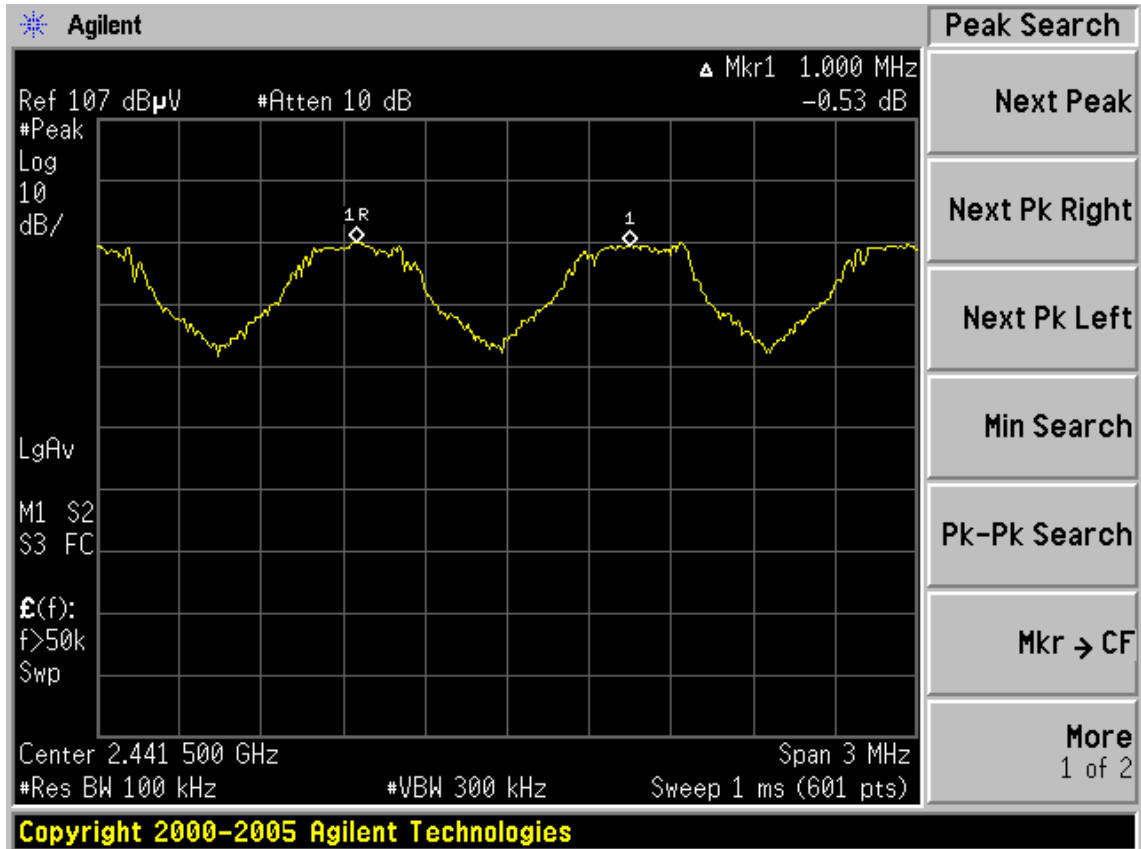 Agilent
Peak Search
Δ Mkr1 1.000 MHz
Ref 107 dBµV #Atten 10 dB -0.53 dB
#Peak
Log
10
dB/
1R
1
LgAv
M1 S2
S3 FC
£(f):
f>50k
Swp
Center 2.441 500 GHz Span 3 MHz
#Res BW 100 kHz #VBW 300 kHz Sweep 1 ms (601 pts)
Copyright 2000-2005 Agilent Technologies
Next Peak
Next Pk Right
Next Pk Left
Min Search
Pk-Pk Search
Mkr → CF
More
1 of 2